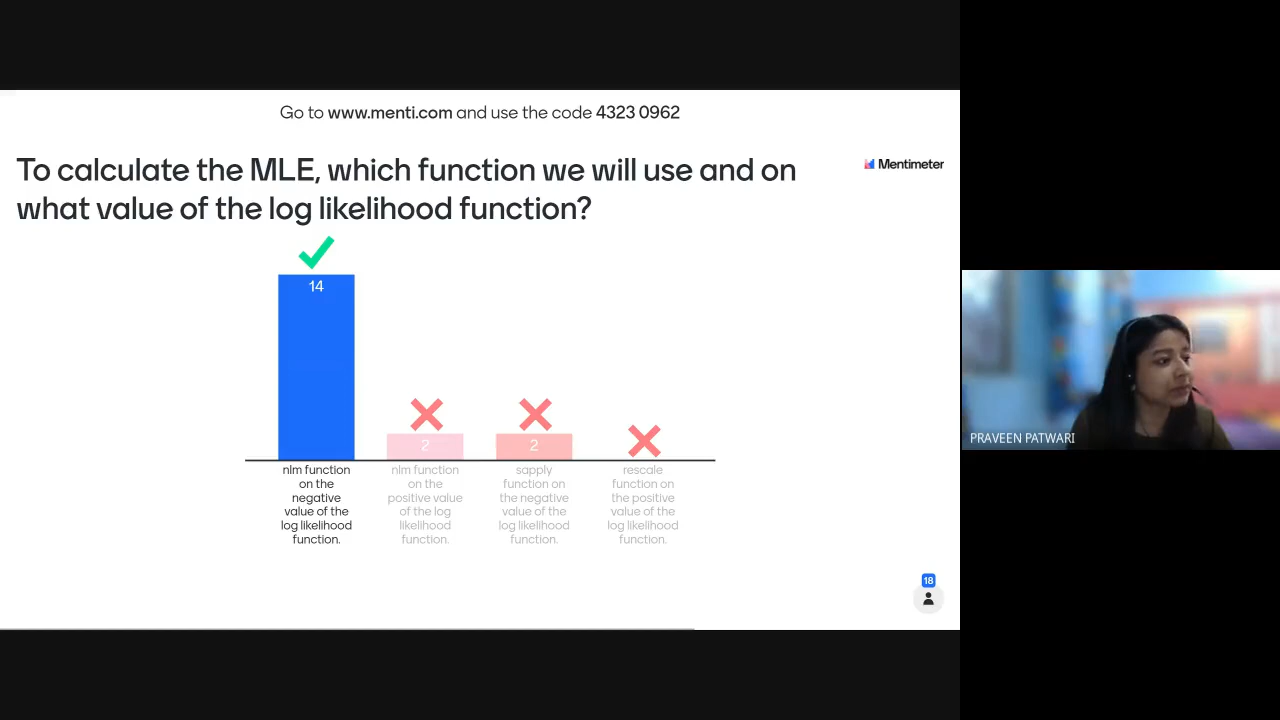 Go to www.menti.com and use the code 4323 0962
To calculate the MLE, which function we will use and on
what value of the log likelihood function?
Mentimeter
14
2
2
nlm function
on the
negative
value of the
log likelihood
function.
nlm function
on the
positive value
of the log
likelihood
function.
sapply
function on
the negative
value of the
log likelihood
function.
rescale
function on
the positive
value of the
log likelihood
function.
18
PRAVEEN PATWARI